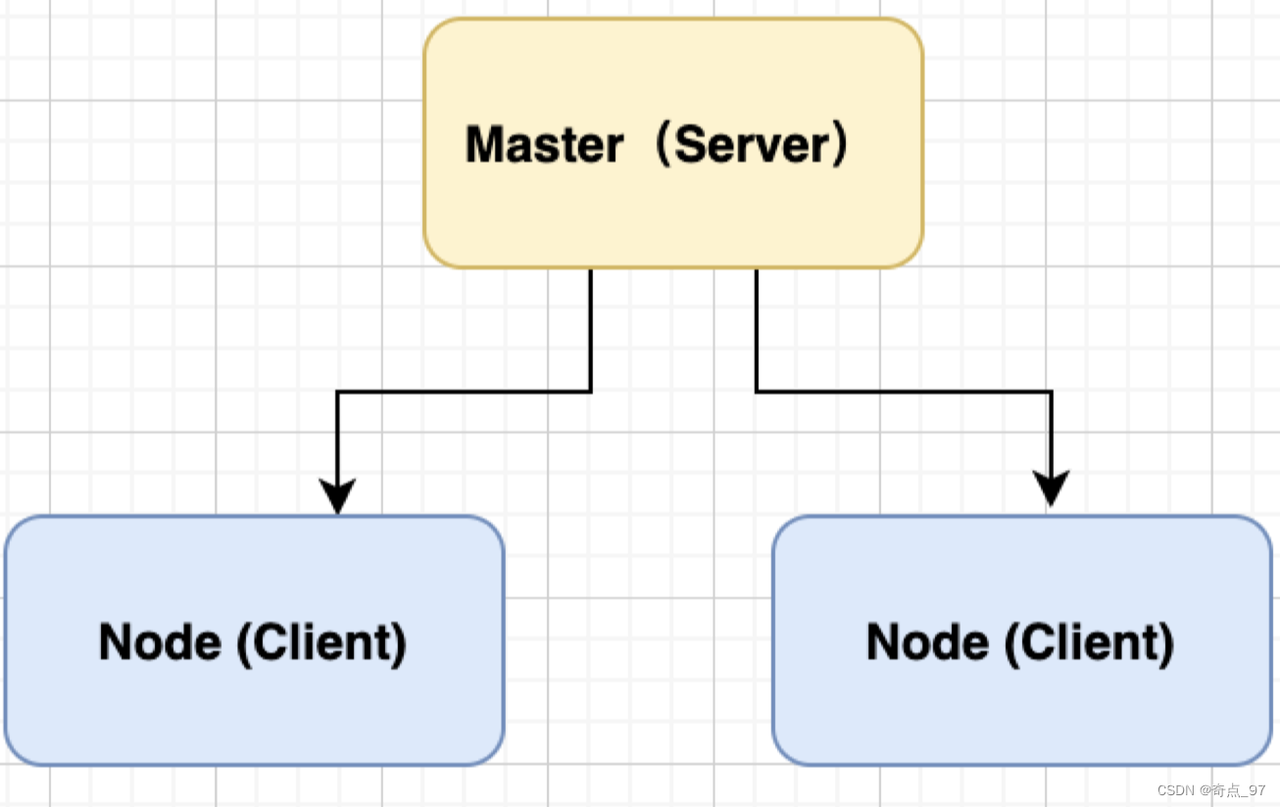 Master（Server）
Node (Client)
Node (Client)
CSDN @奇点_97